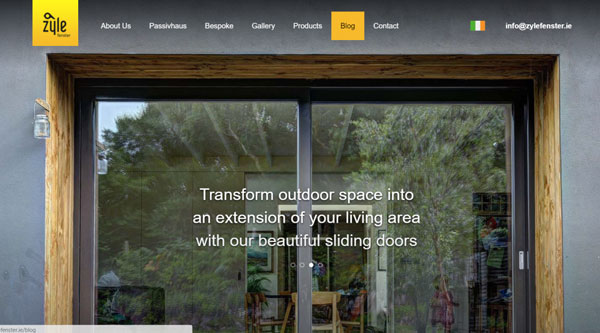 zyle
fenster
About Us Passivhaus Bespoke Gallery Products Blog Contact info@zylefenster.ie
Transform outdoor space into
an extension of your living area
with our beautiful sliding doors
fenster.ie/blog